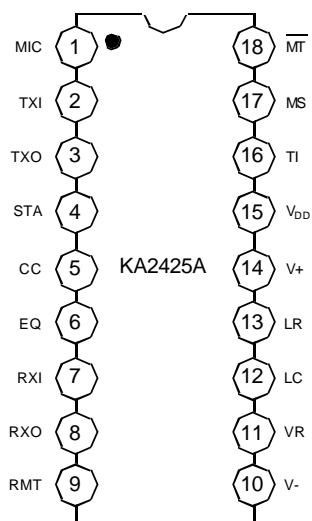 MIC 1 18 M̅T̅
TXI 2 17 MS
TXO 3 16 TI
STA 4 15 VDD
CC 5 KA2425A 14 V+
EQ 6 13 LR
RXI 7 12 LC
RXO 8 11 VR
RMT 9 10 V-